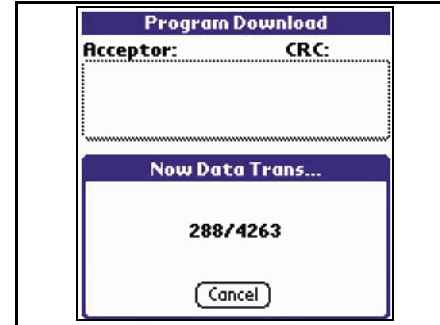 Program Download
Acceptor: CRC:
Now Data Trans...
288/4263
Cancel